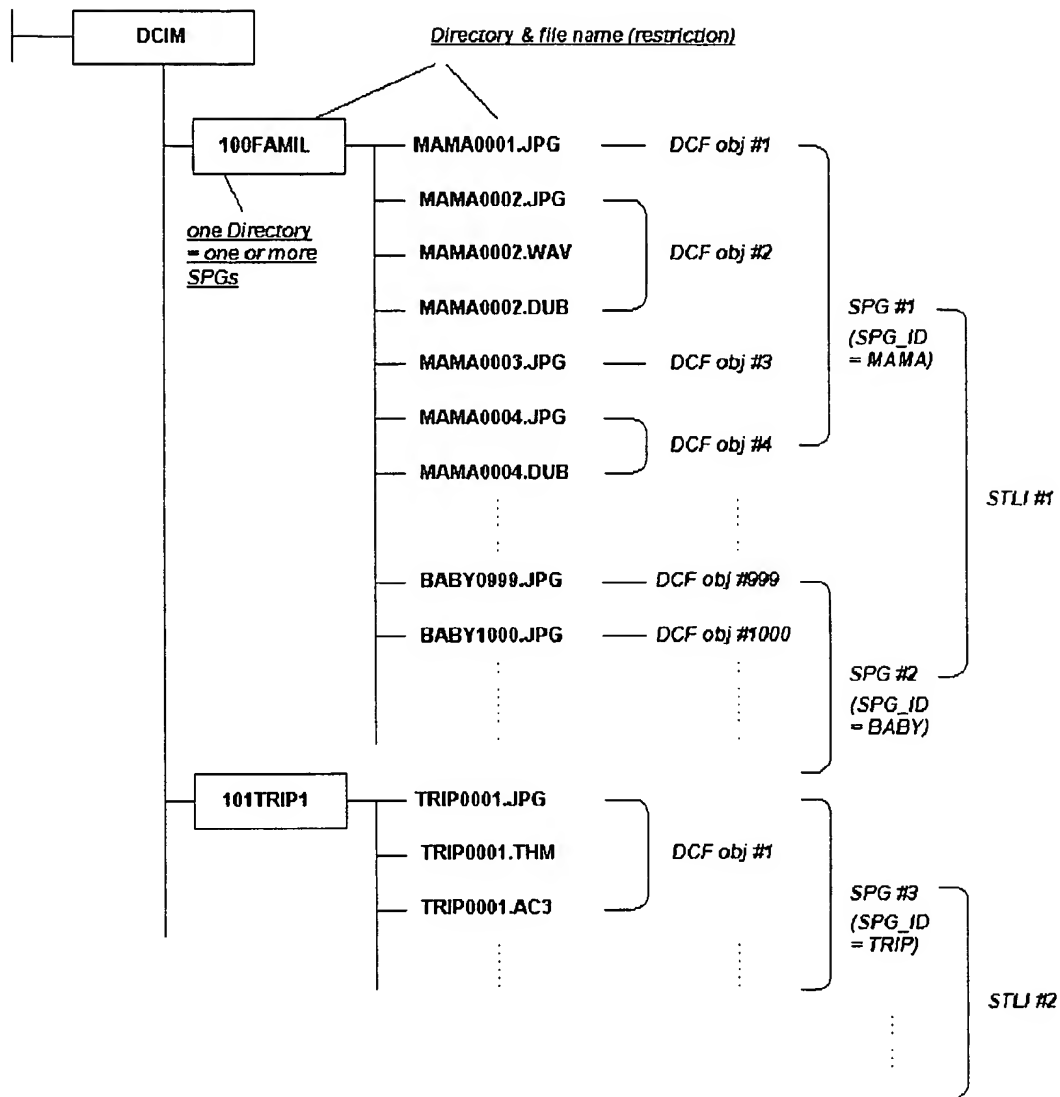 DCIM
Directory & file name (restriction)
100FAMIL
MAMA0001.JPG
DCF obj #1
MAMA0002.JPG
one Directory
= one or more
SPGs
MAMA0002.WAV
DCF obj #2
MAMA0002.DUB
SPG #1
(SPG_ID
= MAMA)
MAMA0003.JPG
DCF obj #3
MAMA0004.JPG
DCF obj #4
MAMA0004.DUB
STLI #1
BABY0999.JPG
DCF obj #999
BABY1000.JPG
DCF obj #1000
SPG #2
(SPG_ID
= BABY)
101TRIP1
TRIP0001.JPG
TRIP0001.THM
DCF obj #1
TRIP0001.AC3
SPG #3
(SPG_ID
= TRIP)
STLI #2